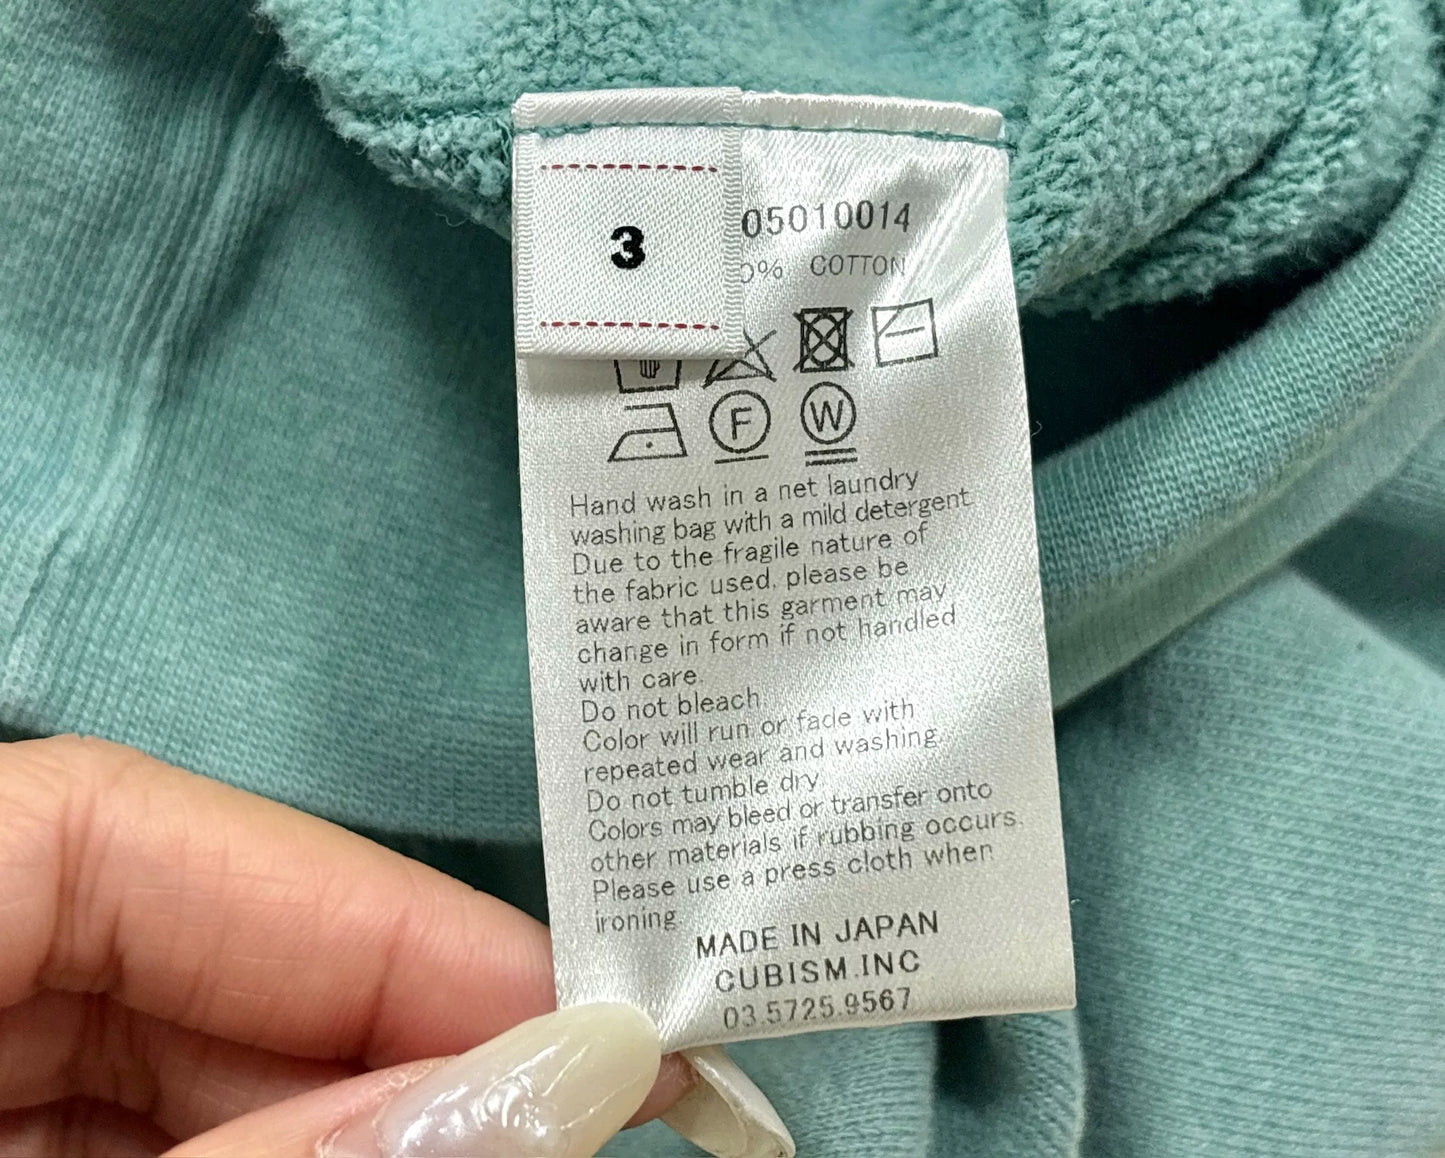 3
05010014
0% COTTON
F
W
Hand wash in a net laundry
washing bag with a mild detergent
Due to the fragile nature of
the fabric used, please be
aware that this garment may
change in form if not handled
with care.
Do not bleach
Color will run or fade with
repeated wear and washing.
Do not tumble dry
Colors may bleed or transfer onto
other materials if rubbing occurs.
Please use a press cloth when
ironing
MADE IN JAPAN
CUBISM.INC
03.5725.9567